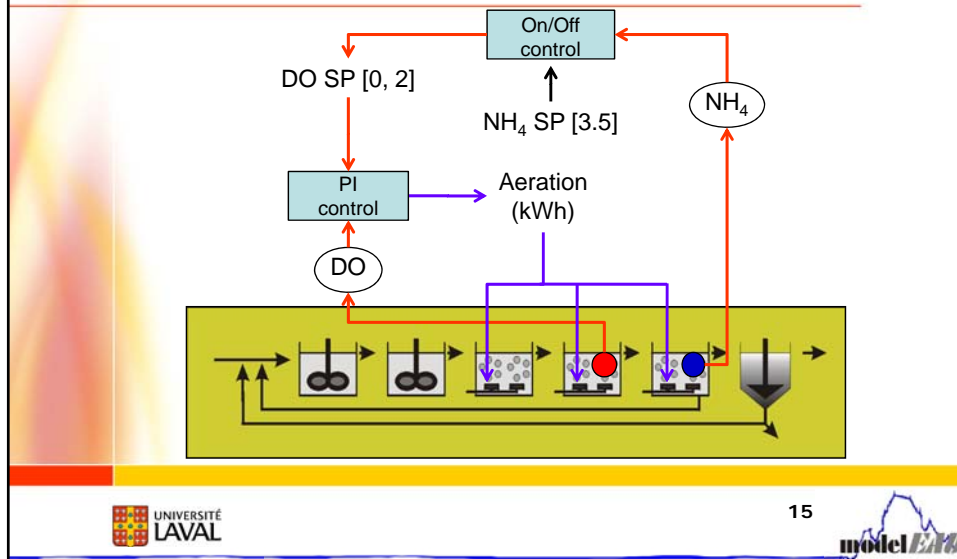 On/Off
control
DO SP [0, 2]
NH₄ SP [3.5]
NH₄
PI
control
Aeration
(kWh)
DO
UNIVERSITÉ
LAVAL
15
modelEAU